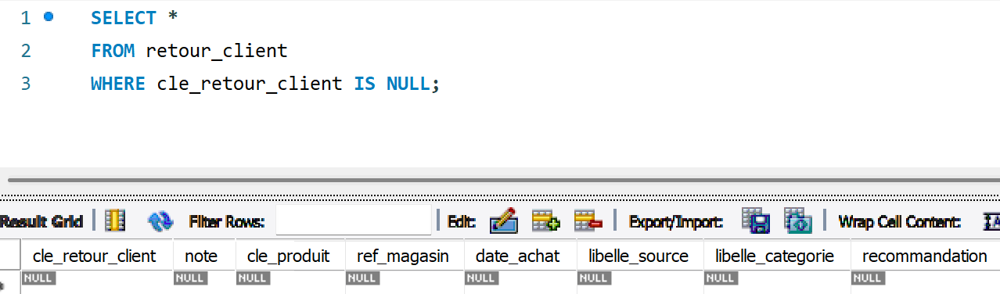 1 SELECT *
2 FROM retour_client
3 WHERE cle_retour_client IS NULL;
Result Grid Filter Rows: Edit: Export/Import: Wrap Cell Content:
cle_retour_client note cle_produit ref_magasin date_achat libelle_source libelle_categorie recommandation
NULL NULL NULL NULL NULL NULL NULL NULL